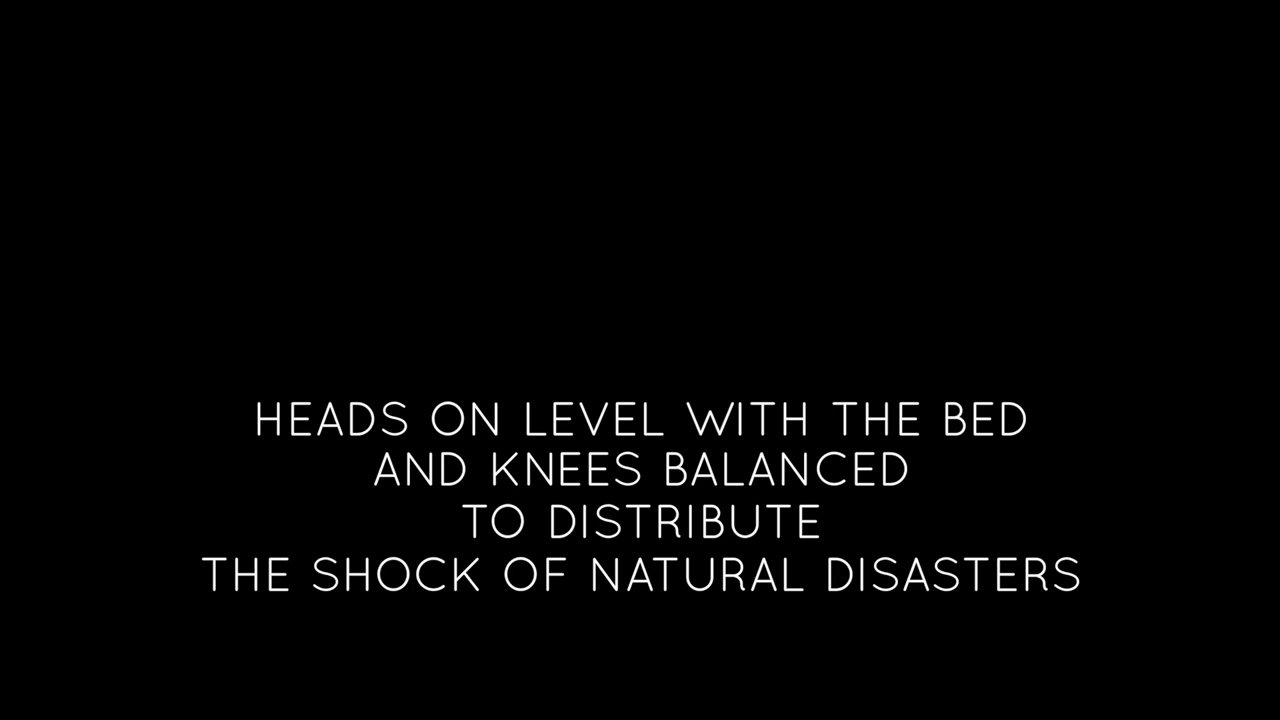 HEADS ON LEVEL WITH THE BED
AND KNEES BALANCED
TO DISTRIBUTE
THE SHOCK OF NATURAL DISASTERS